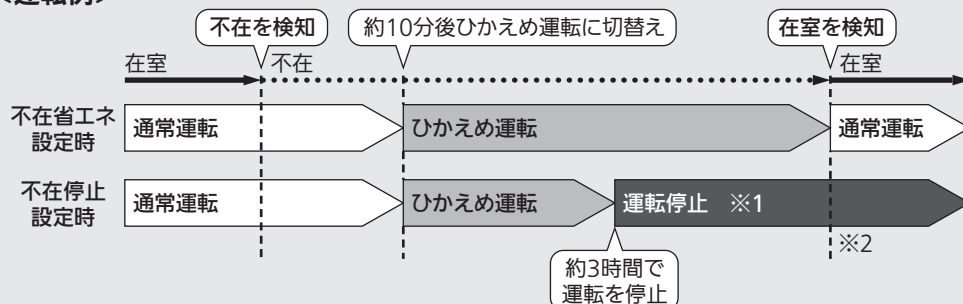 ＜運転例＞
不在を検知
約10分後ひかえめ運転に切替え
在室を検知
在室
不在
在室
不在省エネ
設定時
通常運転
ひかえめ運転
通常運転
不在停止
設定時
通常運転
ひかえめ運転
運転停止 ※1
※2
約3時間で
運転を停止